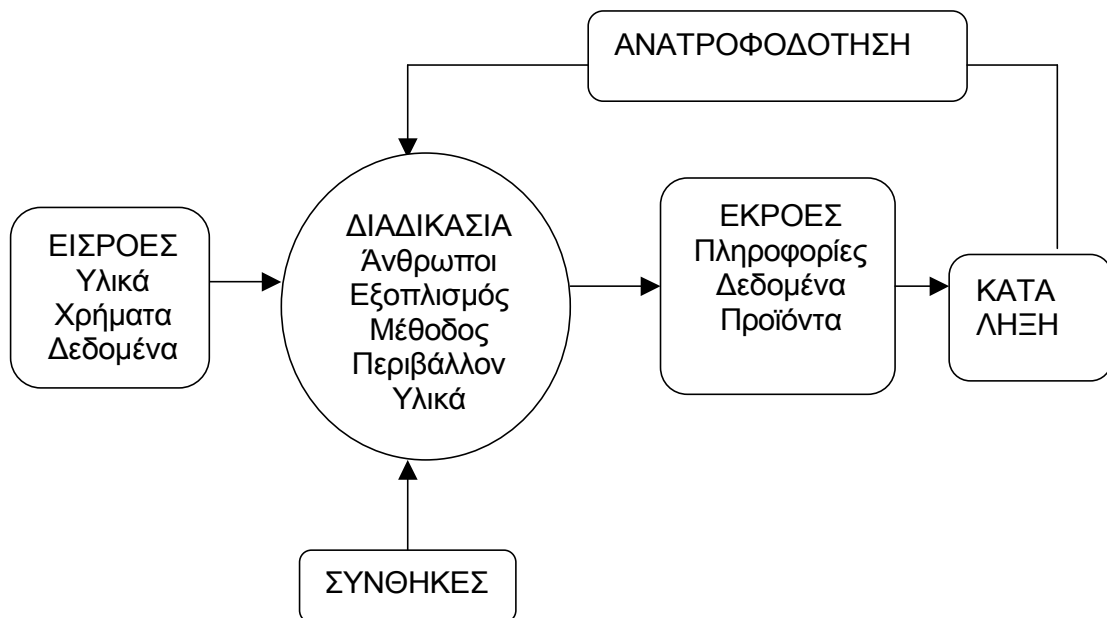 ΑΝΑΤΡΟΦΟΔΟΤΗΣΗ
ΕΙΣΡΟΕΣ
Υλικά
Χρήματα
Δεδομένα
ΔΙΑΔΙΚΑΣΙΑ
Άνθρωποι
Εξοπλισμός
Μέθοδος
Περιβάλλον
Υλικά
ΕΚΡΟΕΣ
Πληροφορίες
Δεδομένα
Προϊόντα
ΚΑΤΑ
ΛΗΞΗ
ΣΥΝΘΗΚΕΣ